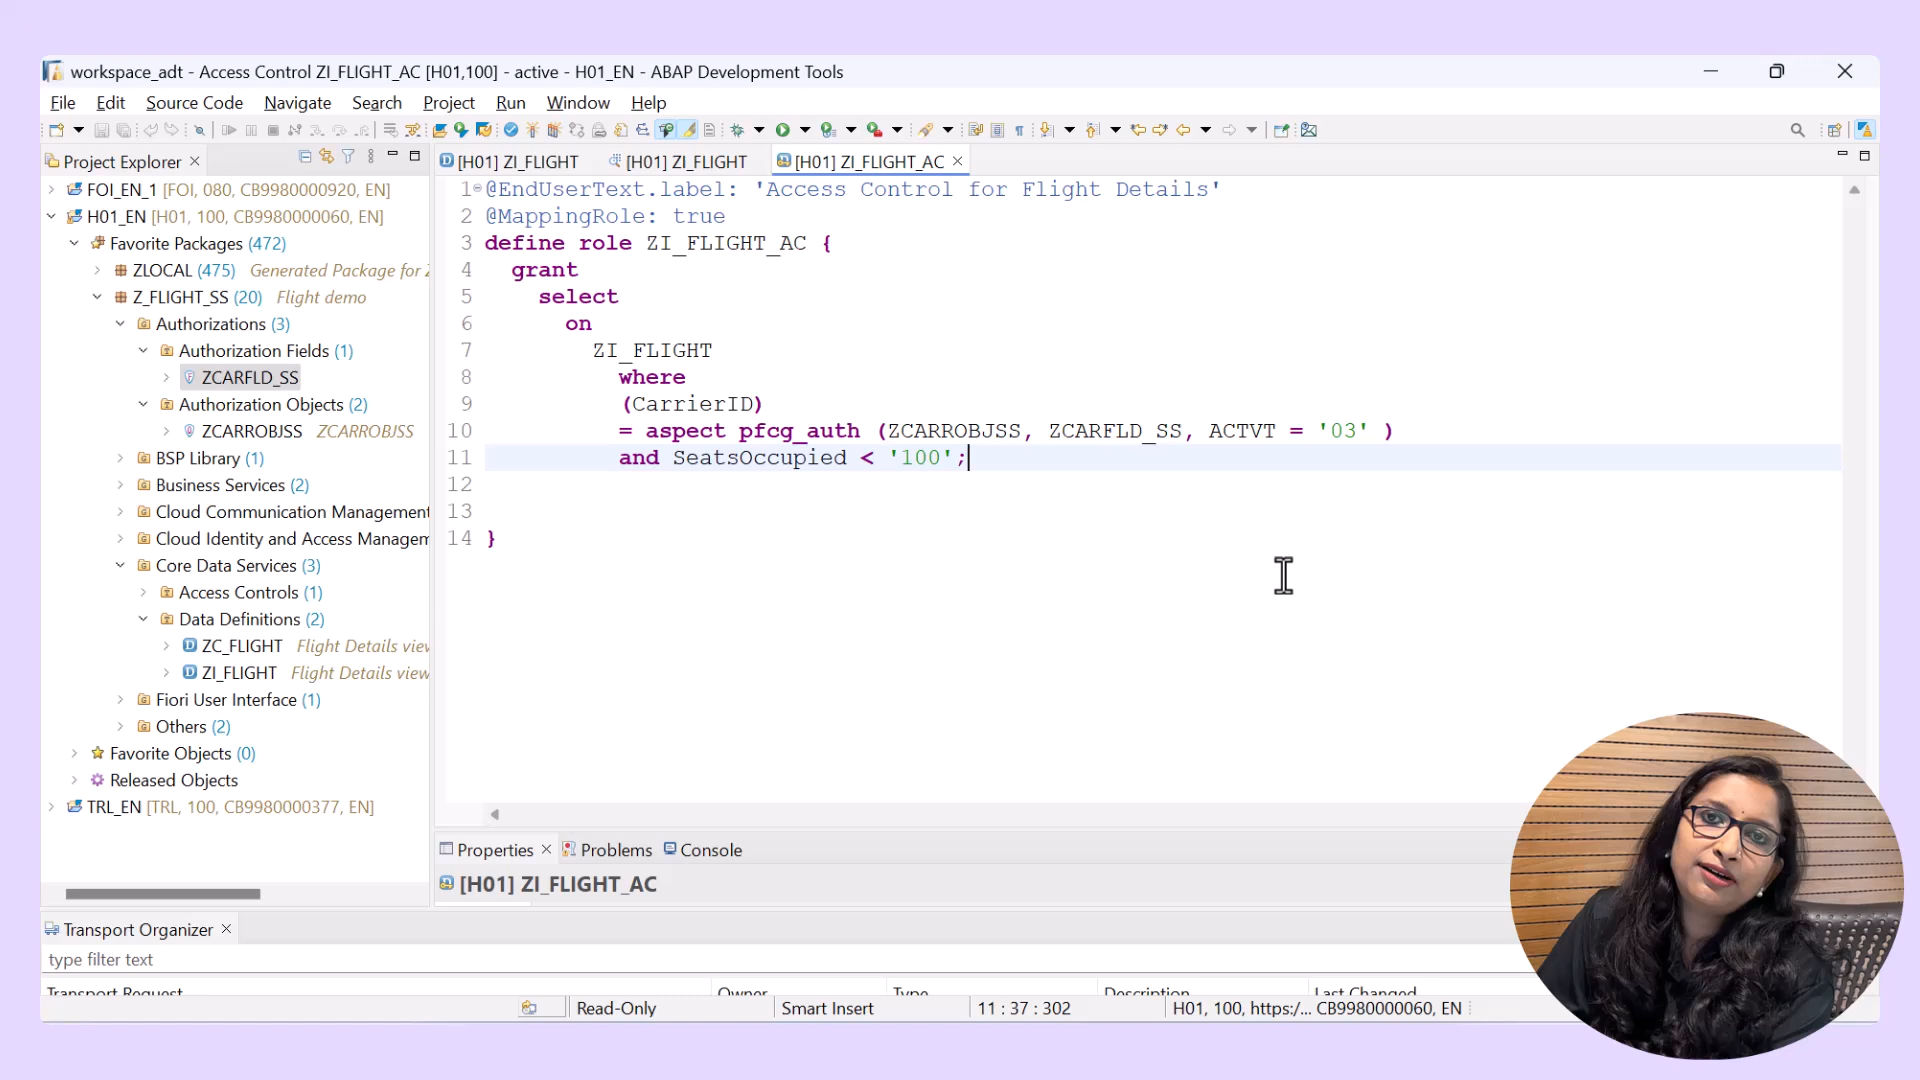 workspace_adt - Access Control ZI_FLIGHT_AC [H01,100] - active - H01_EN - ABAP Development Tools
File Edit Source Code Navigate Search Project Run Window Help
Project Explorer
FOI_EN_1 [FOI, 080, CB9980000920, EN]
H01_EN [H01, 100, CB9980000060, EN]
Favorite Packages (472)
ZLOCAL (475) Generated Package for
Z_FLIGHT_SS (20) Flight demo
Authorizations (3)
Authorization Fields (1)
ZCARFLD_SS
Authorization Objects (2)
ZCARROBJSS ZCARROBJSS
BSP Library (1)
Business Services (2)
Cloud Communication Management
Cloud Identity and Access Managem
Core Data Services (3)
Access Controls (1)
Data Definitions (2)
ZC_FLIGHT Flight Details view
ZI_FLIGHT Flight Details view
Fiori User Interface (1)
Others (2)
Favorite Objects (0)
Released Objects
TRL_EN [TRL, 100, CB9980000377, EN]
[H01] ZI_FLIGHT [H01] ZI_FLIGHT [H01] ZI_FLIGHT_AC
1 @EndUserText.label: 'Access Control for Flight Details'
2 @MappingRole: true
3 define role ZI_FLIGHT_AC {
4 grant
5 select
6 on
7 ZI_FLIGHT
8 where
9 (CarrierID)
10 = aspect pfcg_auth (ZCARROBJSS, ZCARFLD_SS, ACTVT = '03' )
11 and SeatsOccupied < '100';
12
13
14 }
Properties Problems Console
[H01] ZI_FLIGHT_AC
Transport Organizer
type filter text
Transport Request Owner Type Description Last Changed
Read-Only Smart Insert 11 : 37 : 302 H01, 100, https:/... CB9980000060, EN